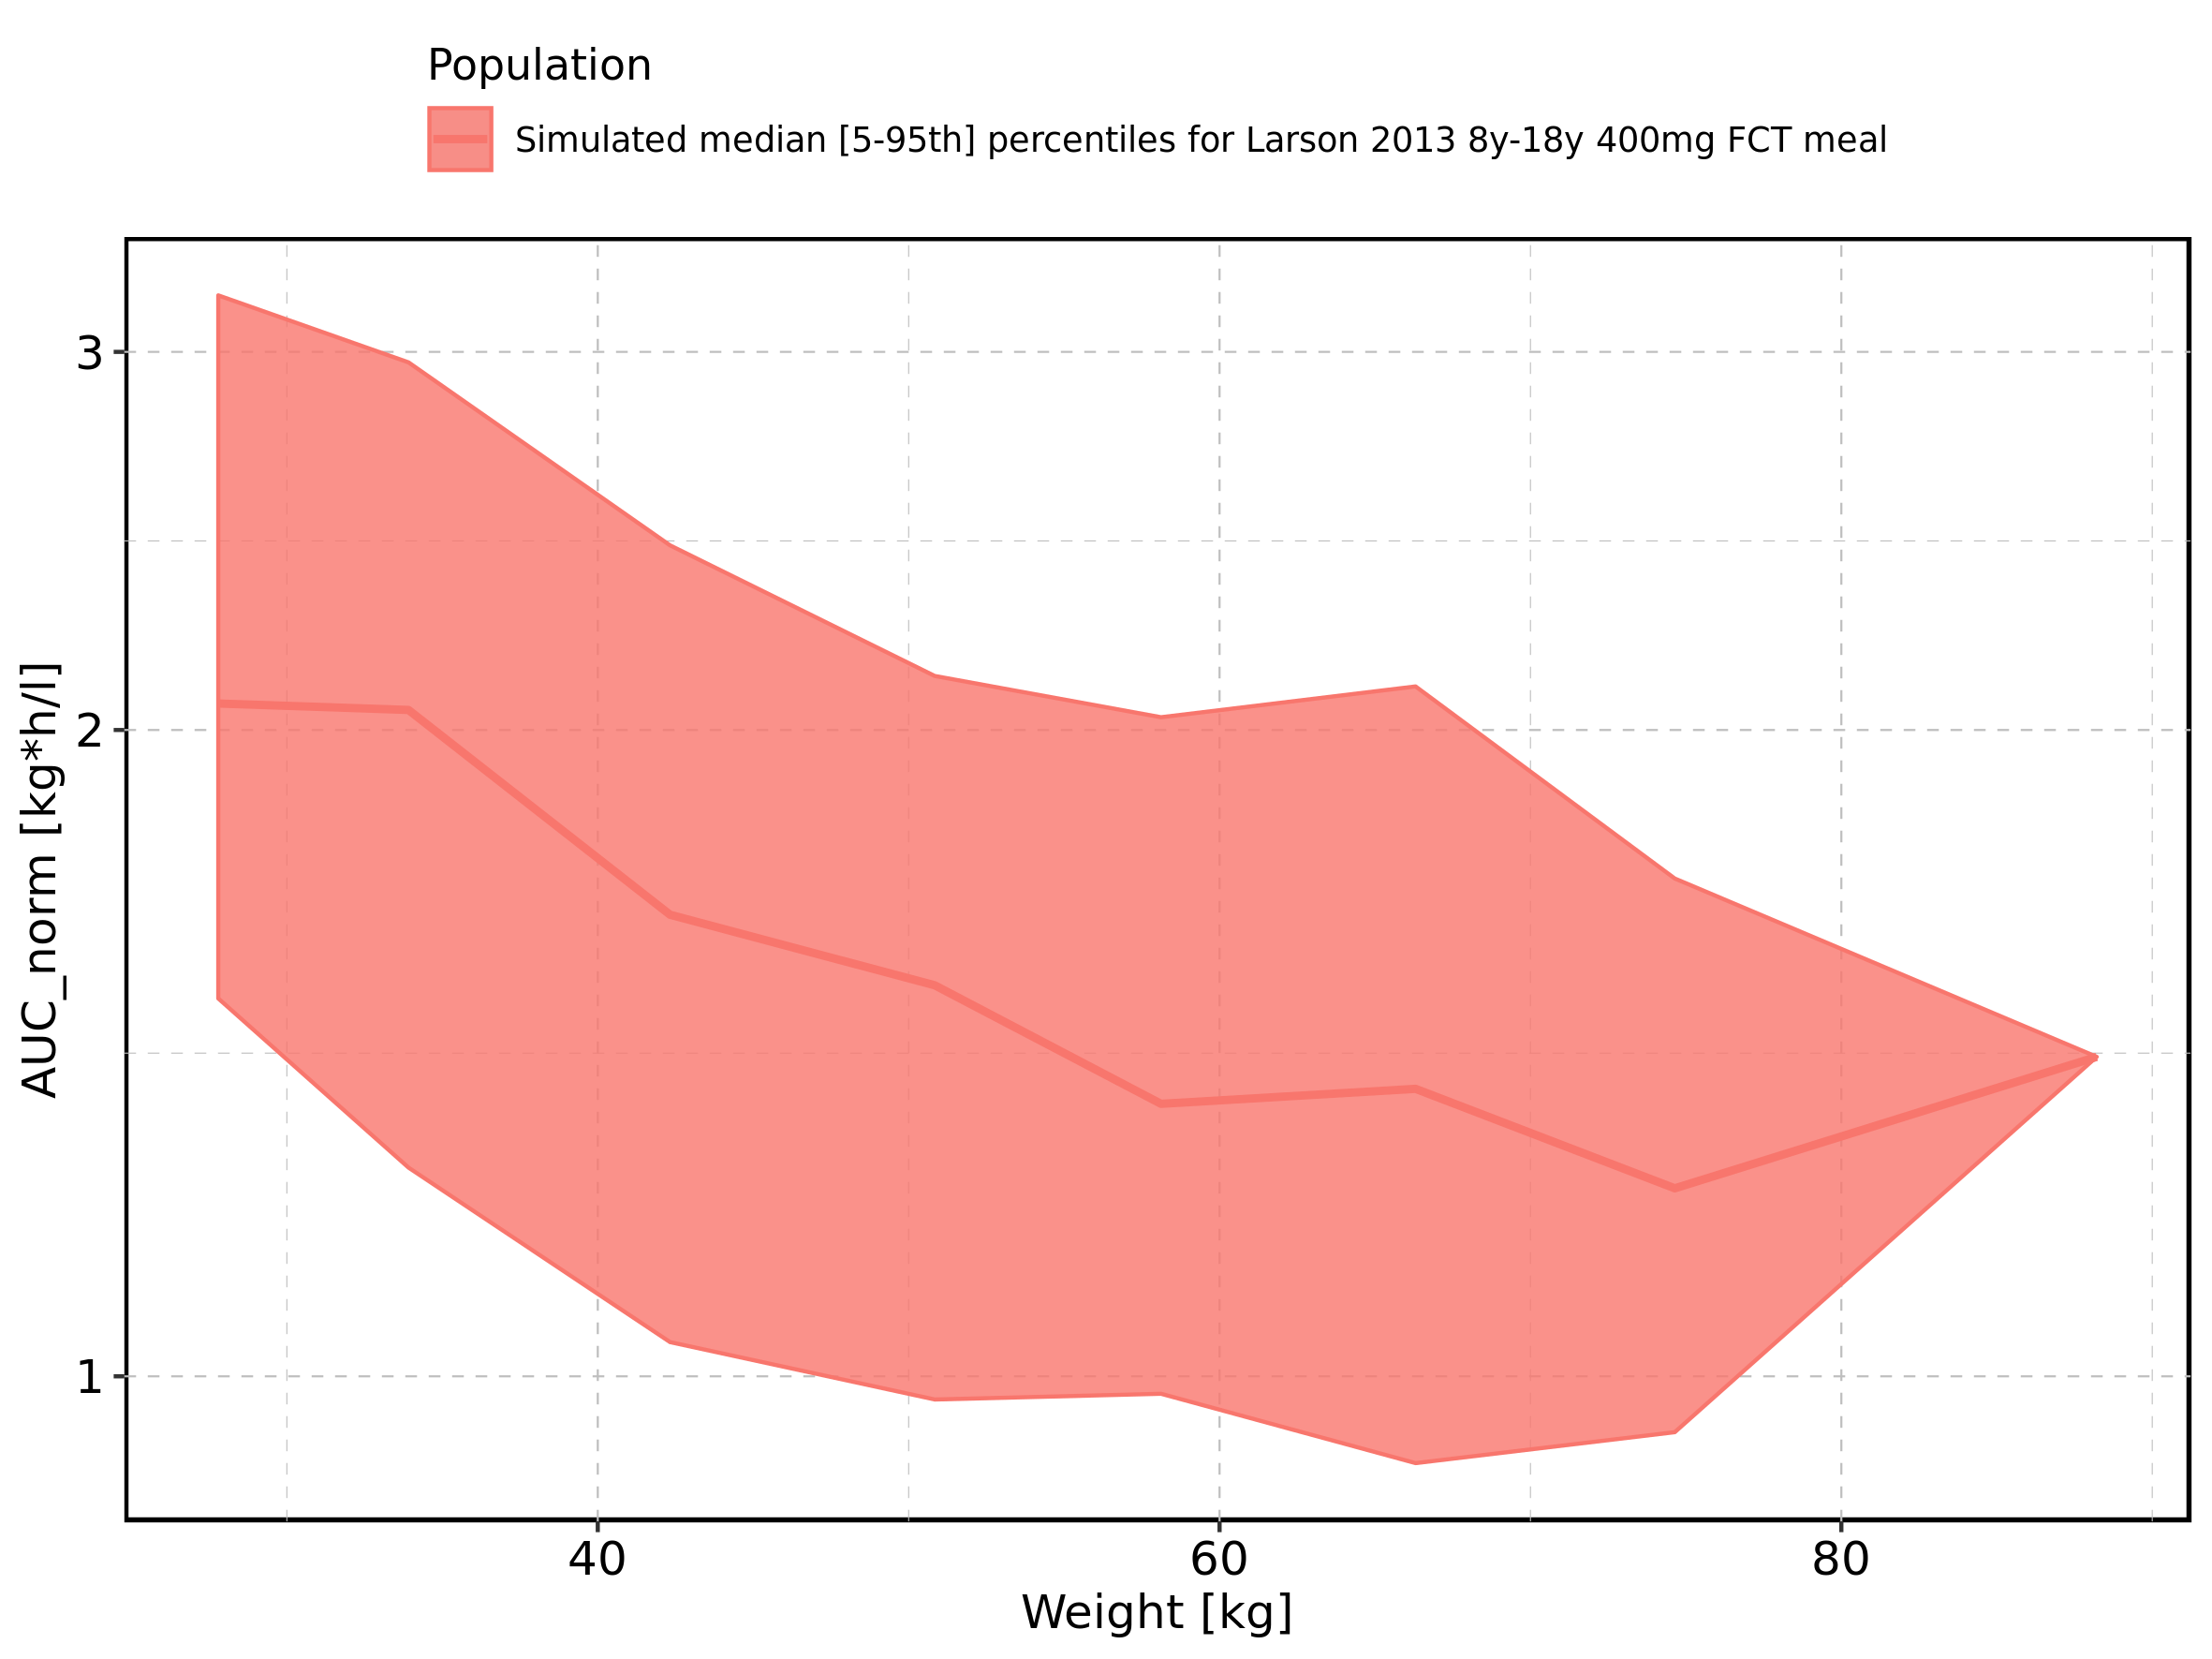 Population
Simulated median [5-95th] percentiles for Larson 2013 8y-18y 400mg FCT meal
3
2
1
AUC_norm [kg*h/l]
40 60 80
Weight [kg]